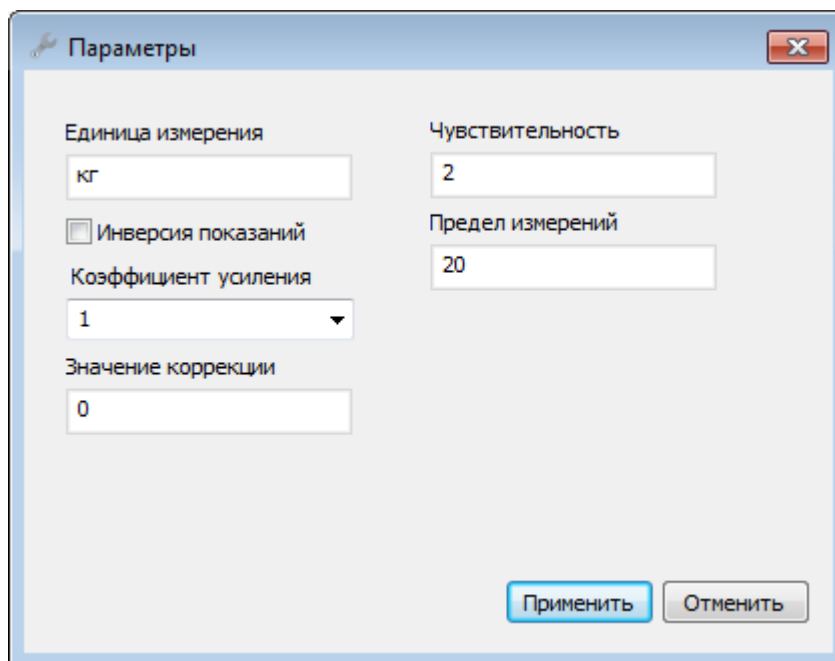 Параметры
Единица измерения
кг
Инверсия показаний
Коэффициент усиления
1
Значение коррекции
0
Чувствительность
2
Предел измерений
20
Применить
Отменить